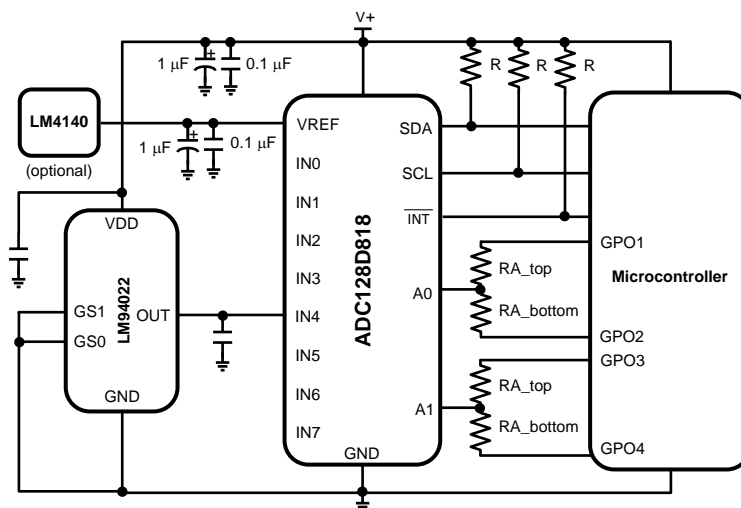 V+
1 μF
0.1 μF
R
R
R
LM4140
(optional)
1 μF
0.1 μF
VREF
SDA
IN0
SCL
IN1
INT
VDD
IN2
GPO1
RA_top
IN3
A0
Microcontroller
LM94022
ADC128D818
GS1
OUT
IN4
RA_bottom
GS0
GPO2
IN5
GPO3
RA_top
GND
IN6
A1
RA_bottom
IN7
GPO4
GND